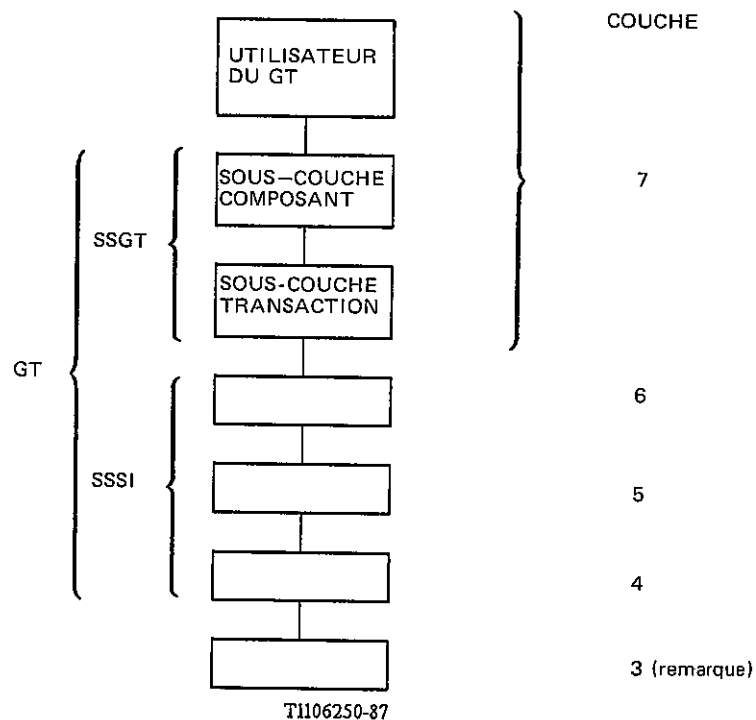 COUCHE
UTILISATEUR
DU GT
SOUS-COUCHE
COMPOSANT
7
SSGT
SOUS-COUCHE
TRANSACTION
GT
6
SSSI
5
4
3 (remarque)
T1106250-87